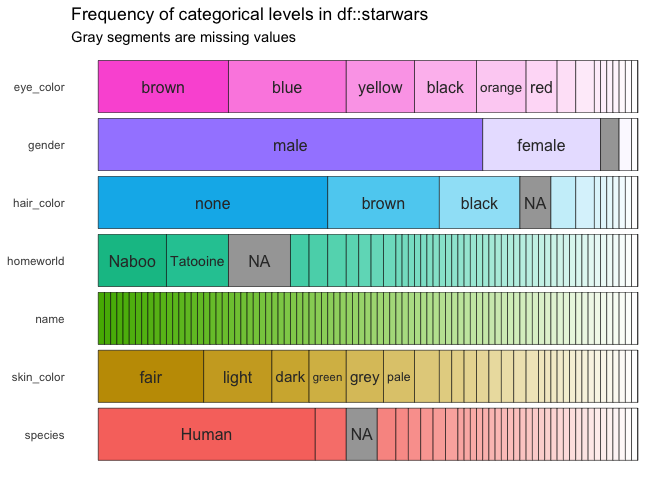 Frequency of categorical levels in df::starwars
Gray segments are missing values
eye_color brown blue yellow black orange red
gender male female
hair_color none brown black NA
homeworld Naboo Tatooine NA
name
skin_color fair light dark green grey pale
species Human NA